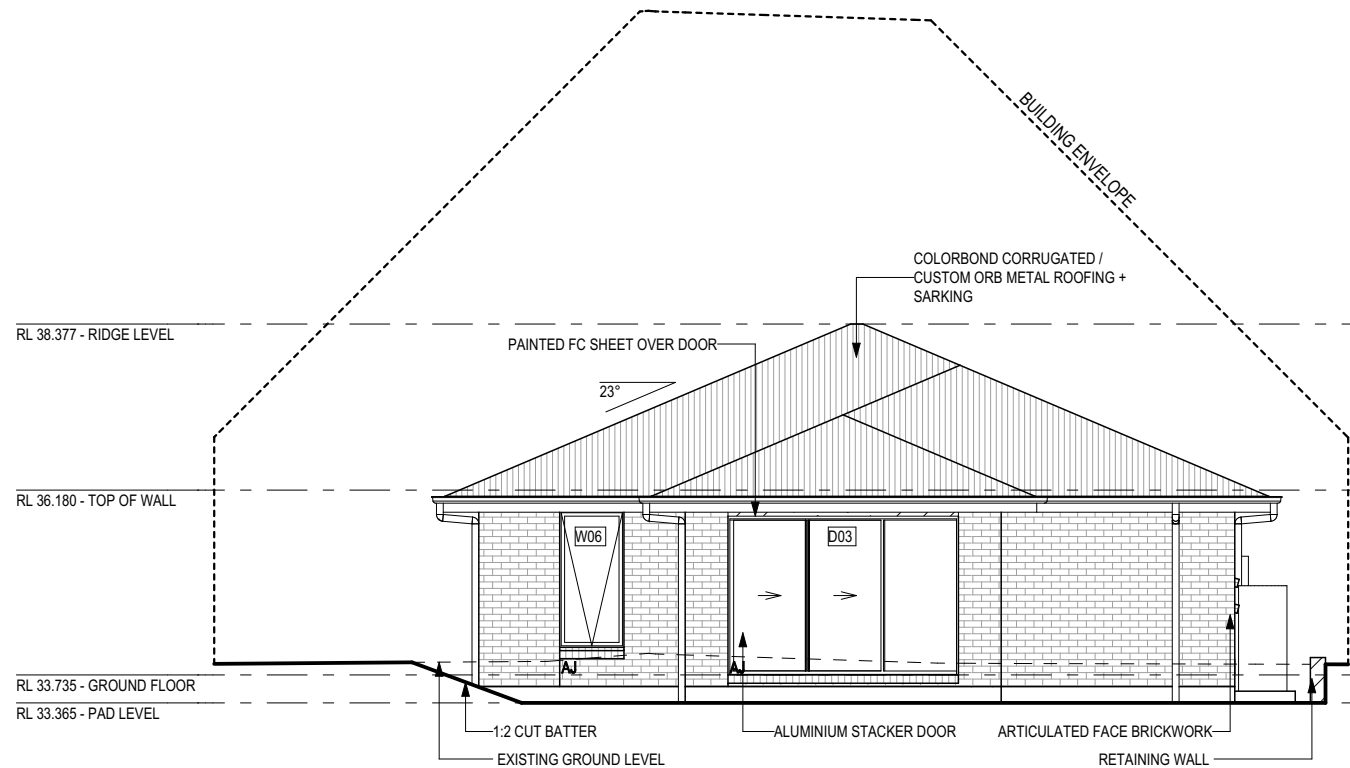 BUILDING ENVELOPE
COLORBOND CORRUGATED /
CUSTOM ORB METAL ROOFING +
SARKING
RL 38.377 - RIDGE LEVEL
PAINTED FC SHEET OVER DOOR
23°
RL 36.180 - TOP OF WALL
W06
D03
AJ
AJ
RL 33.735 - GROUND FLOOR
RL 33.365 - PAD LEVEL
1:2 CUT BATTER
ALUMINIUM STACKER DOOR
ARTICULATED FACE BRICKWORK
EXISTING GROUND LEVEL
RETAINING WALL